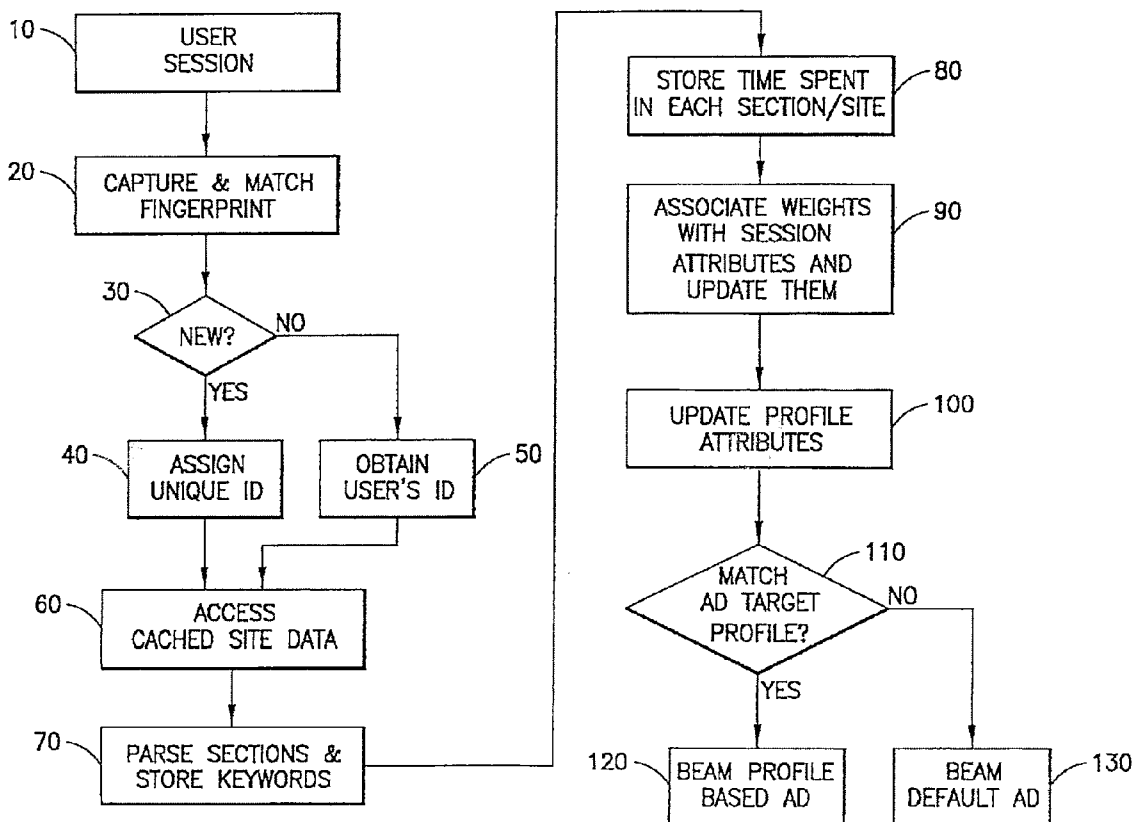 10
USER
SESSION
20
CAPTURE & MATCH
FINGERPRINT
30
NEW?
NO
YES
40
ASSIGN
UNIQUE ID
OBTAIN
USER'S ID
50
60
ACCESS
CACHED SITE DATA
70
PARSE SECTIONS &
STORE KEYWORDS
STORE TIME SPENT
IN EACH SECTION/SITE
80
ASSOCIATE WEIGHTS
WITH SESSION
ATTRIBUTES AND
UPDATE THEM
90
UPDATE PROFILE
ATTRIBUTES
100
MATCH
AD TARGET
PROFILE?
110
NO
YES
120
BEAM PROFILE
BASED AD
BEAM
DEFAULT AD
130